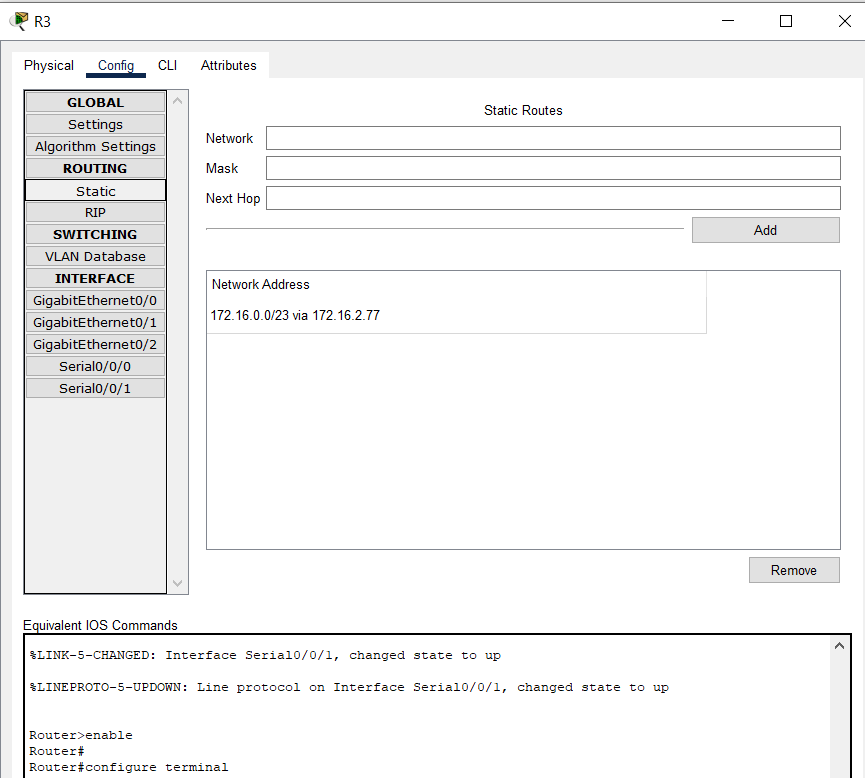 R3
Physical Config CLI Attributes
GLOBAL
Settings
Algorithm Settings
ROUTING
Static
RIP
SWITCHING
VLAN Database
INTERFACE
GigabitEthernet0/0
GigabitEthernet0/1
GigabitEthernet0/2
Serial0/0/0
Serial0/0/1
Static Routes
Network
Mask
Next Hop
Add
Network Address
172.16.0.0/23 via 172.16.2.77
Remove
Equivalent IOS Commands
%LINK-5-CHANGED: Interface Serial0/0/1, changed state to up
%LINEPROTO-5-UPDOWN: Line protocol on Interface Serial0/0/1, changed state to up
Router>enable
Router#
Router#configure terminal